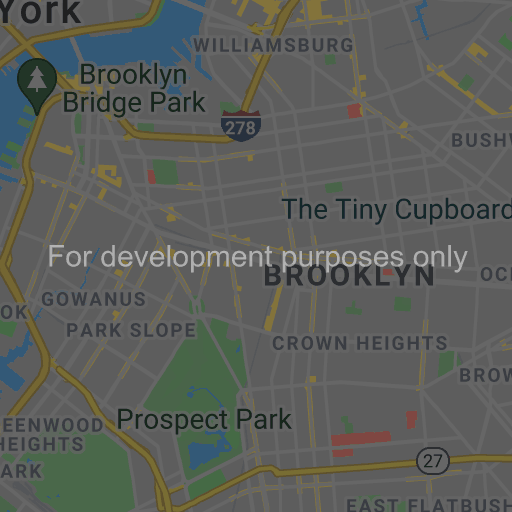 York
WILLIAMSBURG
Brooklyn
Bridge Park
278
BUSHW
The Tiny Cupboard
For development purposes only
BROOKLYN
OC
GOWANUS
OK
PARK SLOPE
CROWN HEIGHTS
BROW
Prospect Park
EENWOOD
HEIGHTS
ARK
27
EAST FLATBUSH